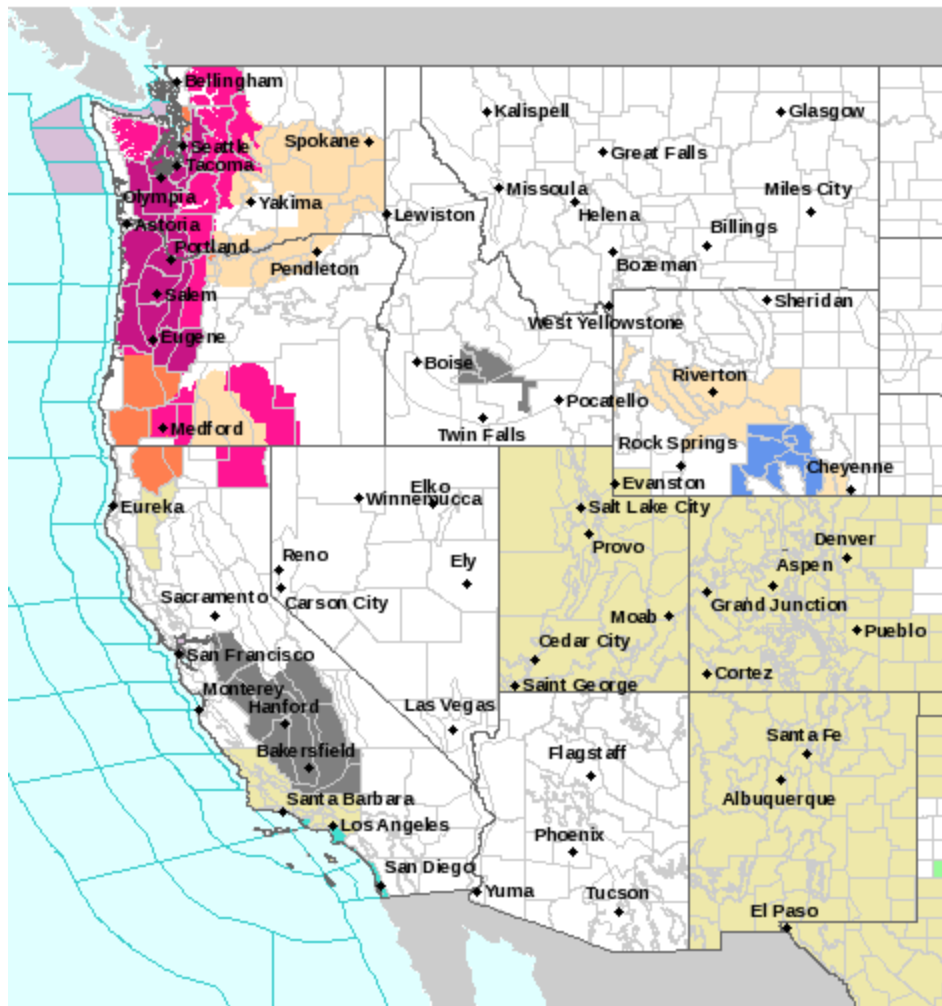 Bellingham
Kalispell
Glasgow
Seattle
Spokane
Great Falls
Tacoma
Olympia
Yakima
Missoula
Helena
Miles City
Astoria
Lewiston
Billings
Portland
Pendleton
Bozeman
Salem
Sheridan
West Yellowstone
Eugene
Boise
Riverton
Pocatello
Medford
Twin Falls
Rock Springs
Cheyenne
Evanston
Eureka
Elko
Winnemucca
Salt Lake City
Provo
Denver
Reno
Ely
Aspen
Sacramento
Carson City
Grand Junction
Moab
Pueblo
San Francisco
Cedar City
Cortez
Saint George
Monterey
Hanford
Las Vegas
Bakersfield
Flagstaff
Santa Fe
Albuquerque
Santa Barbara
Los Angeles
Phoenix
San Diego
Yuma
Tucson
El Paso